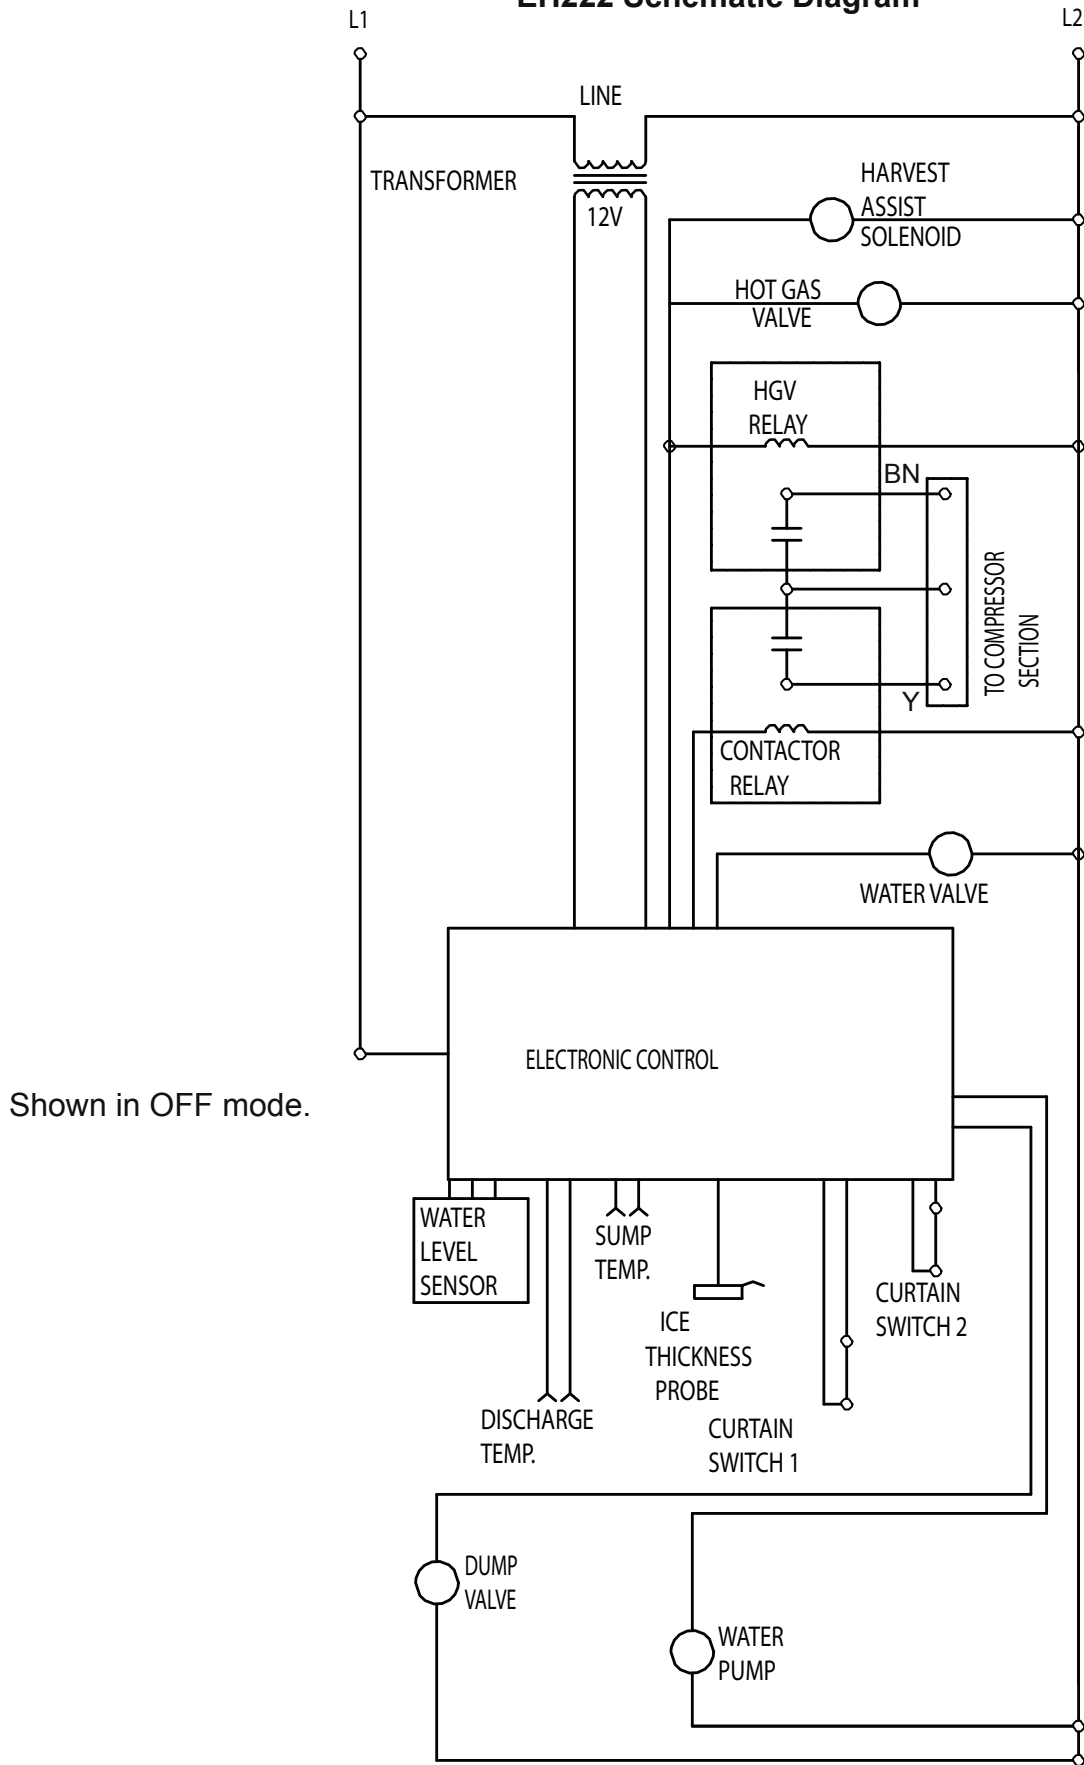 EH222 Schematic Diagram
L1
L2
LINE
TRANSFORMER
12V
HARVEST
ASSIST
SOLENOID
HOT GAS
VALVE
HGV
RELAY
BN
TO COMPRESSOR
SECTION
Y
CONTACTOR
RELAY
WATER VALVE
ELECTRONIC CONTROL
Shown in OFF mode.
WATER
LEVEL
SENSOR
SUMP
TEMP.
ICE
THICKNESS
PROBE
CURTAIN
SWITCH 2
DISCHARGE
TEMP.
CURTAIN
SWITCH 1
DUMP
VALVE
WATER
PUMP